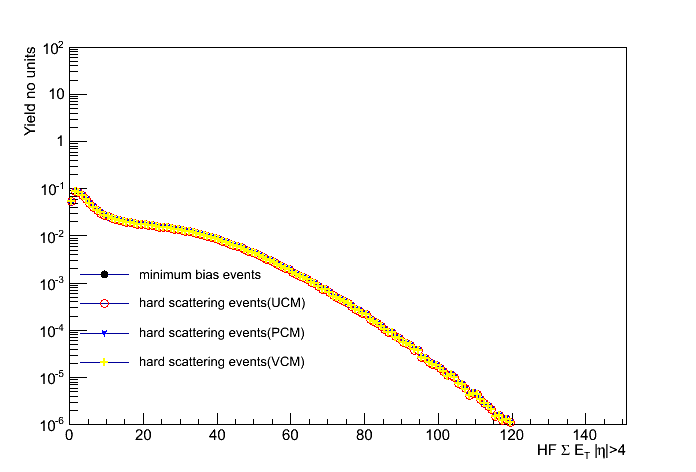 Yield no units
10²
10
1
10⁻¹
10⁻²
10⁻³
10⁻⁴
10⁻⁵
10⁻⁶
minimum bias events
hard scattering events(UCM)
hard scattering events(PCM)
hard scattering events(VCM)
0 20 40 60 80 100 120 140
HF Σ E_T |η|>4